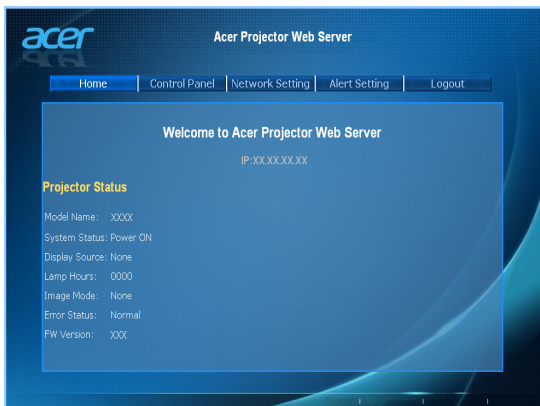 acer
Acer Projector Web Server
Home Control Panel Network Setting Alert Setting Logout
Welcome to Acer Projector Web Server
IP:XX.XX.XX.XX
Projector Status
Model Name: XXXX
System Status: Power ON
Display Source: None
Lamp Hours: 0000
Image Mode: None
Error Status: Normal
FW Version: XXX